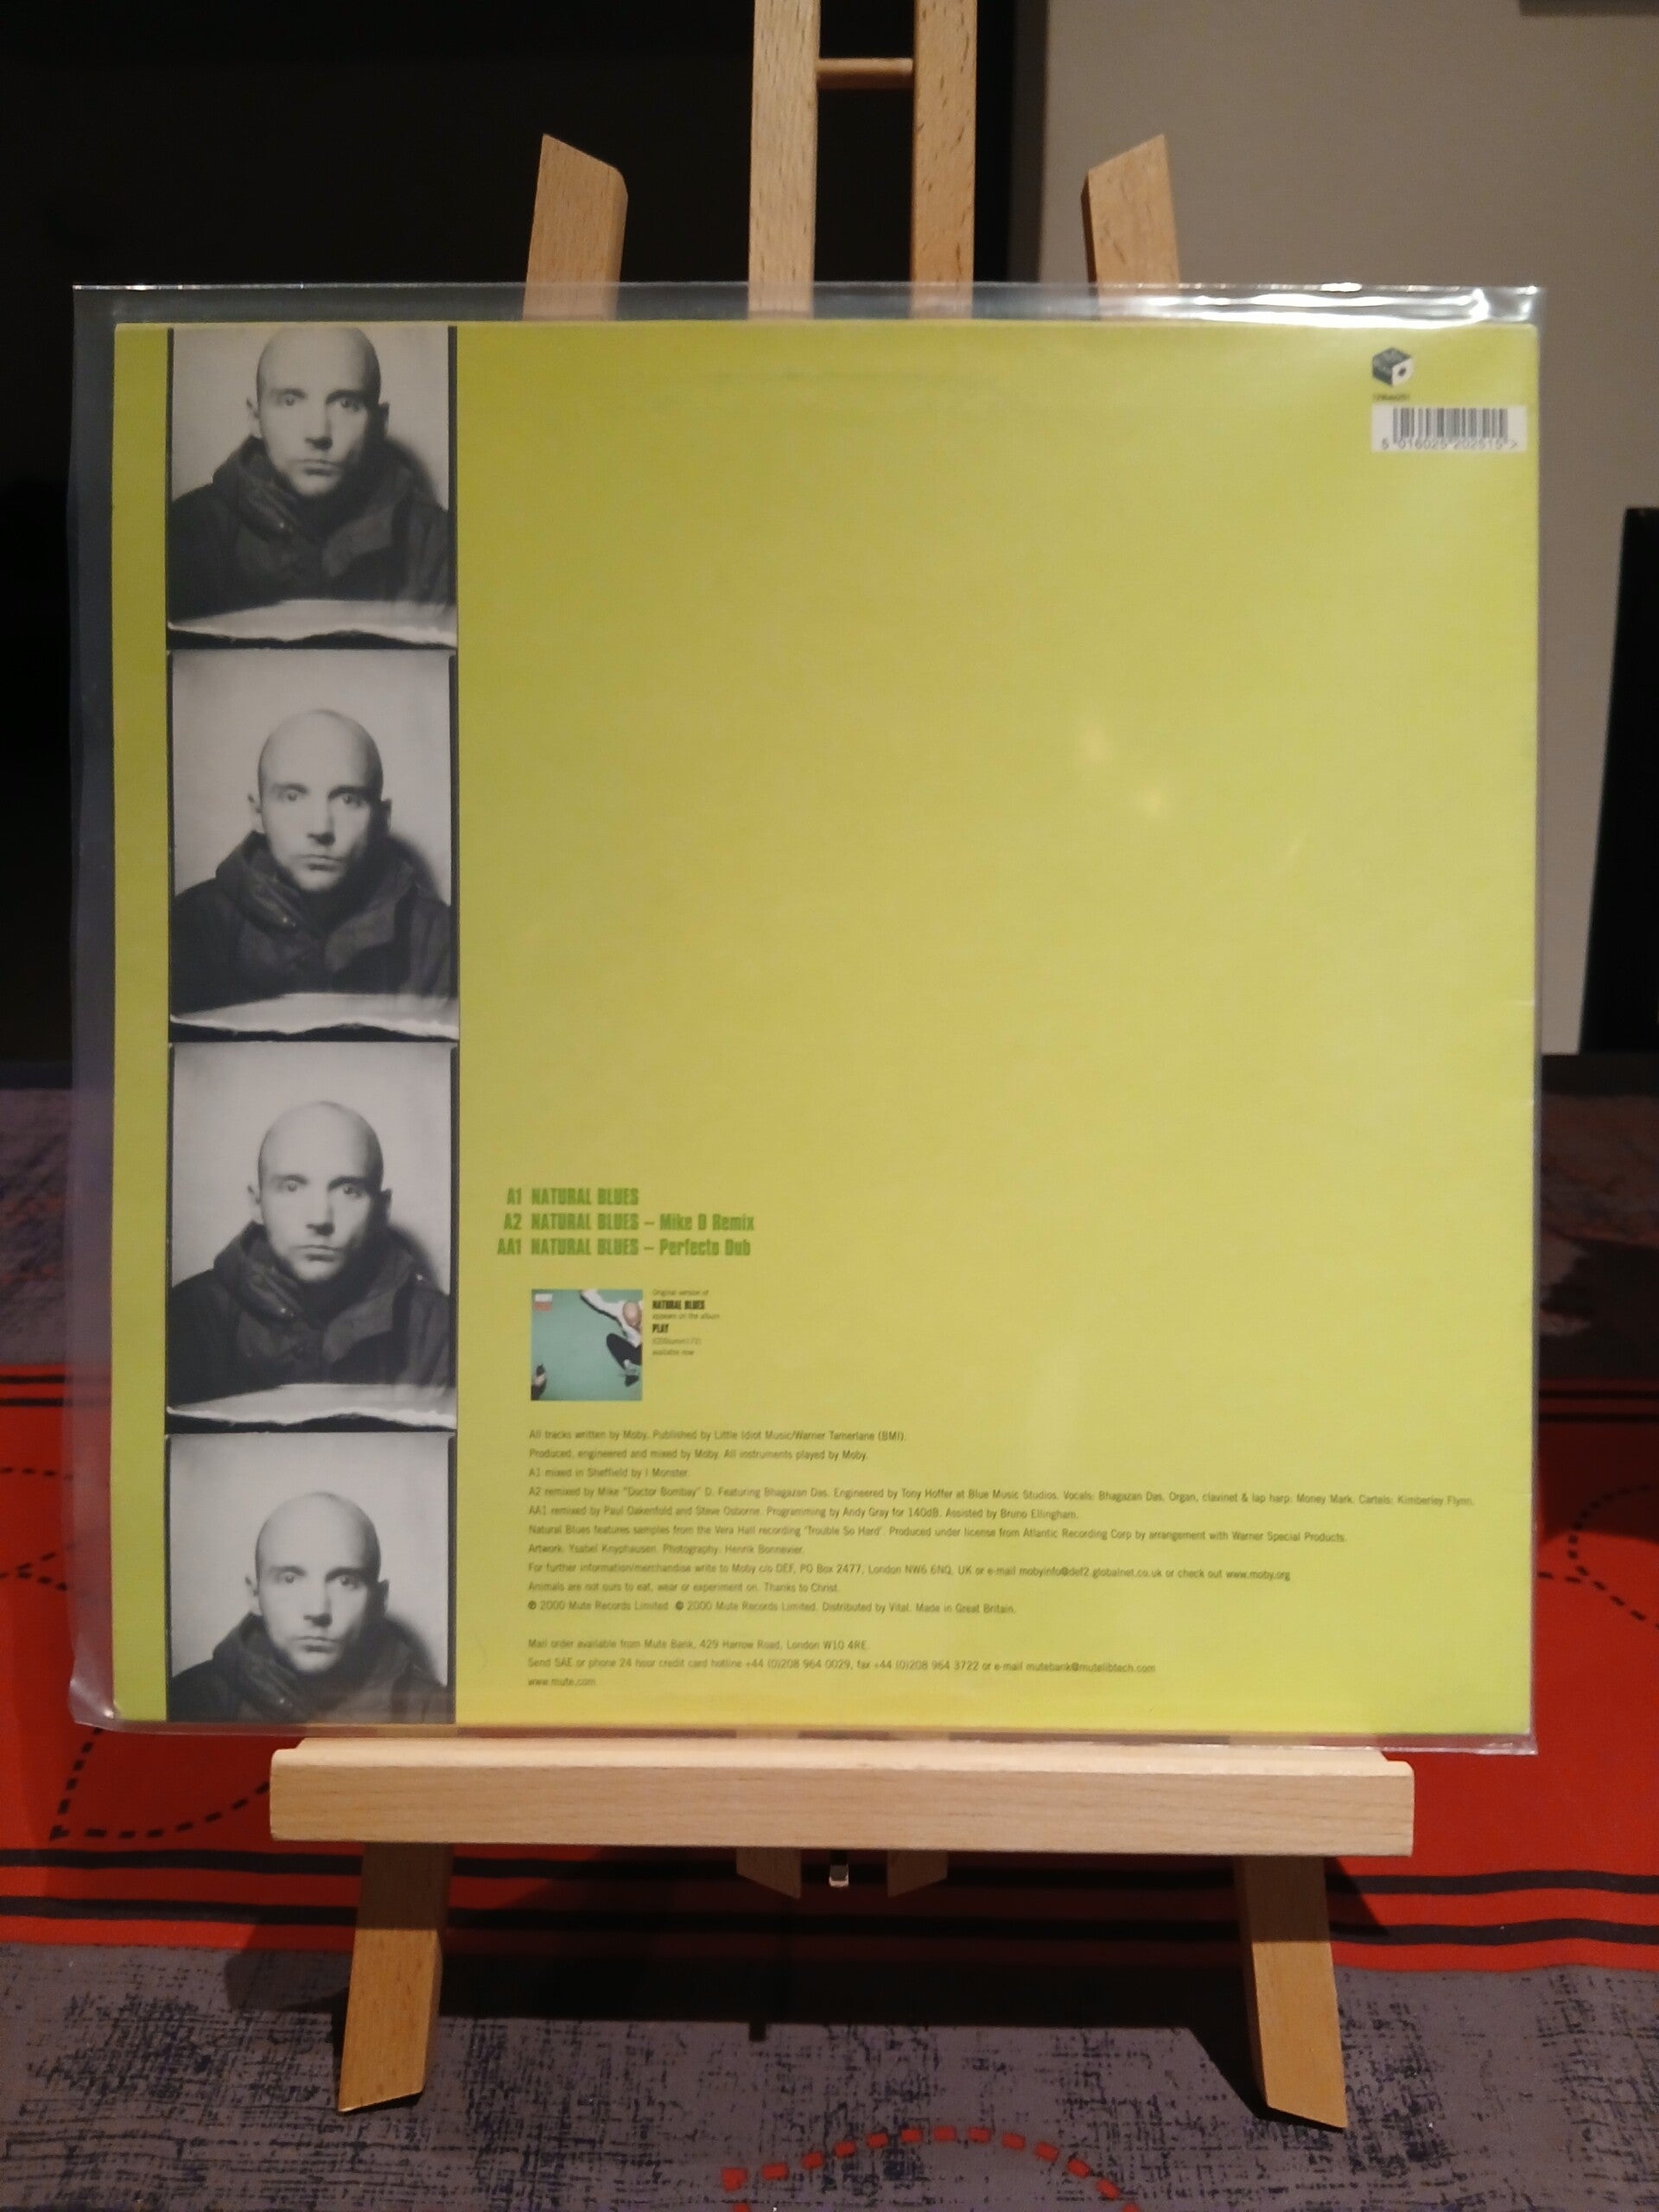 5 016025 202515 >
A1 NATURAL BLUES
A2 NATURAL BLUES – Mike D Remix
AA1 NATURAL BLUES – Perfecto Dub
Original version of
NATURAL BLUES
appears on the album
PLAY
available now
All tracks written by Moby. Published by Little Idiot Music/Warner Tamerlane (BMI).
Produced, engineered and mixed by Moby. All instruments played by Moby.
A1 mixed in Sheffield by I Monster.
A2 remixed by Mike "Doctor Bombay" D. Featuring Bhagazan Das. Engineered by Tony Hoffer at Blue Music Studios. Vocals: Bhagazan Das, Organ, clavinet & lap harp: Money Mark, Cartels: Kimberley Flynn.
AA1 remixed by Paul Oakenfold and Steve Osborne. Programming by Andy Gray for 140dB. Assisted by Bruno Ellingham.
Natural Blues features samples from the Vera Hall recording 'Trouble So Hard'. Produced under license from Atlantic Recording Corp by arrangement with Warner Special Products.
Artwork: Ysabel Knyphausen. Photography: Henrik Bonnevier.
For further information/merchandise write to Moby c/o DEF, PO Box 2477, London NW6 6NQ, UK or e-mail mobyinfo@def2.globalnet.co.uk or check out www.moby.org
Animals are not ours to eat, wear or experiment on. Thanks to Christ.
℗ 2000 Mute Records Limited © 2000 Mute Records Limited. Distributed by Vital. Made in Great Britain.
Mail order available from Mute Bank, 429 Harrow Road, London W10 4RE.
Send SAE or phone 24 hour credit card hotline +44 (0)208 964 0029, fax +44 (0)208 964 3722 or e-mail mutebank@mutelibtech.com
www.mute.com